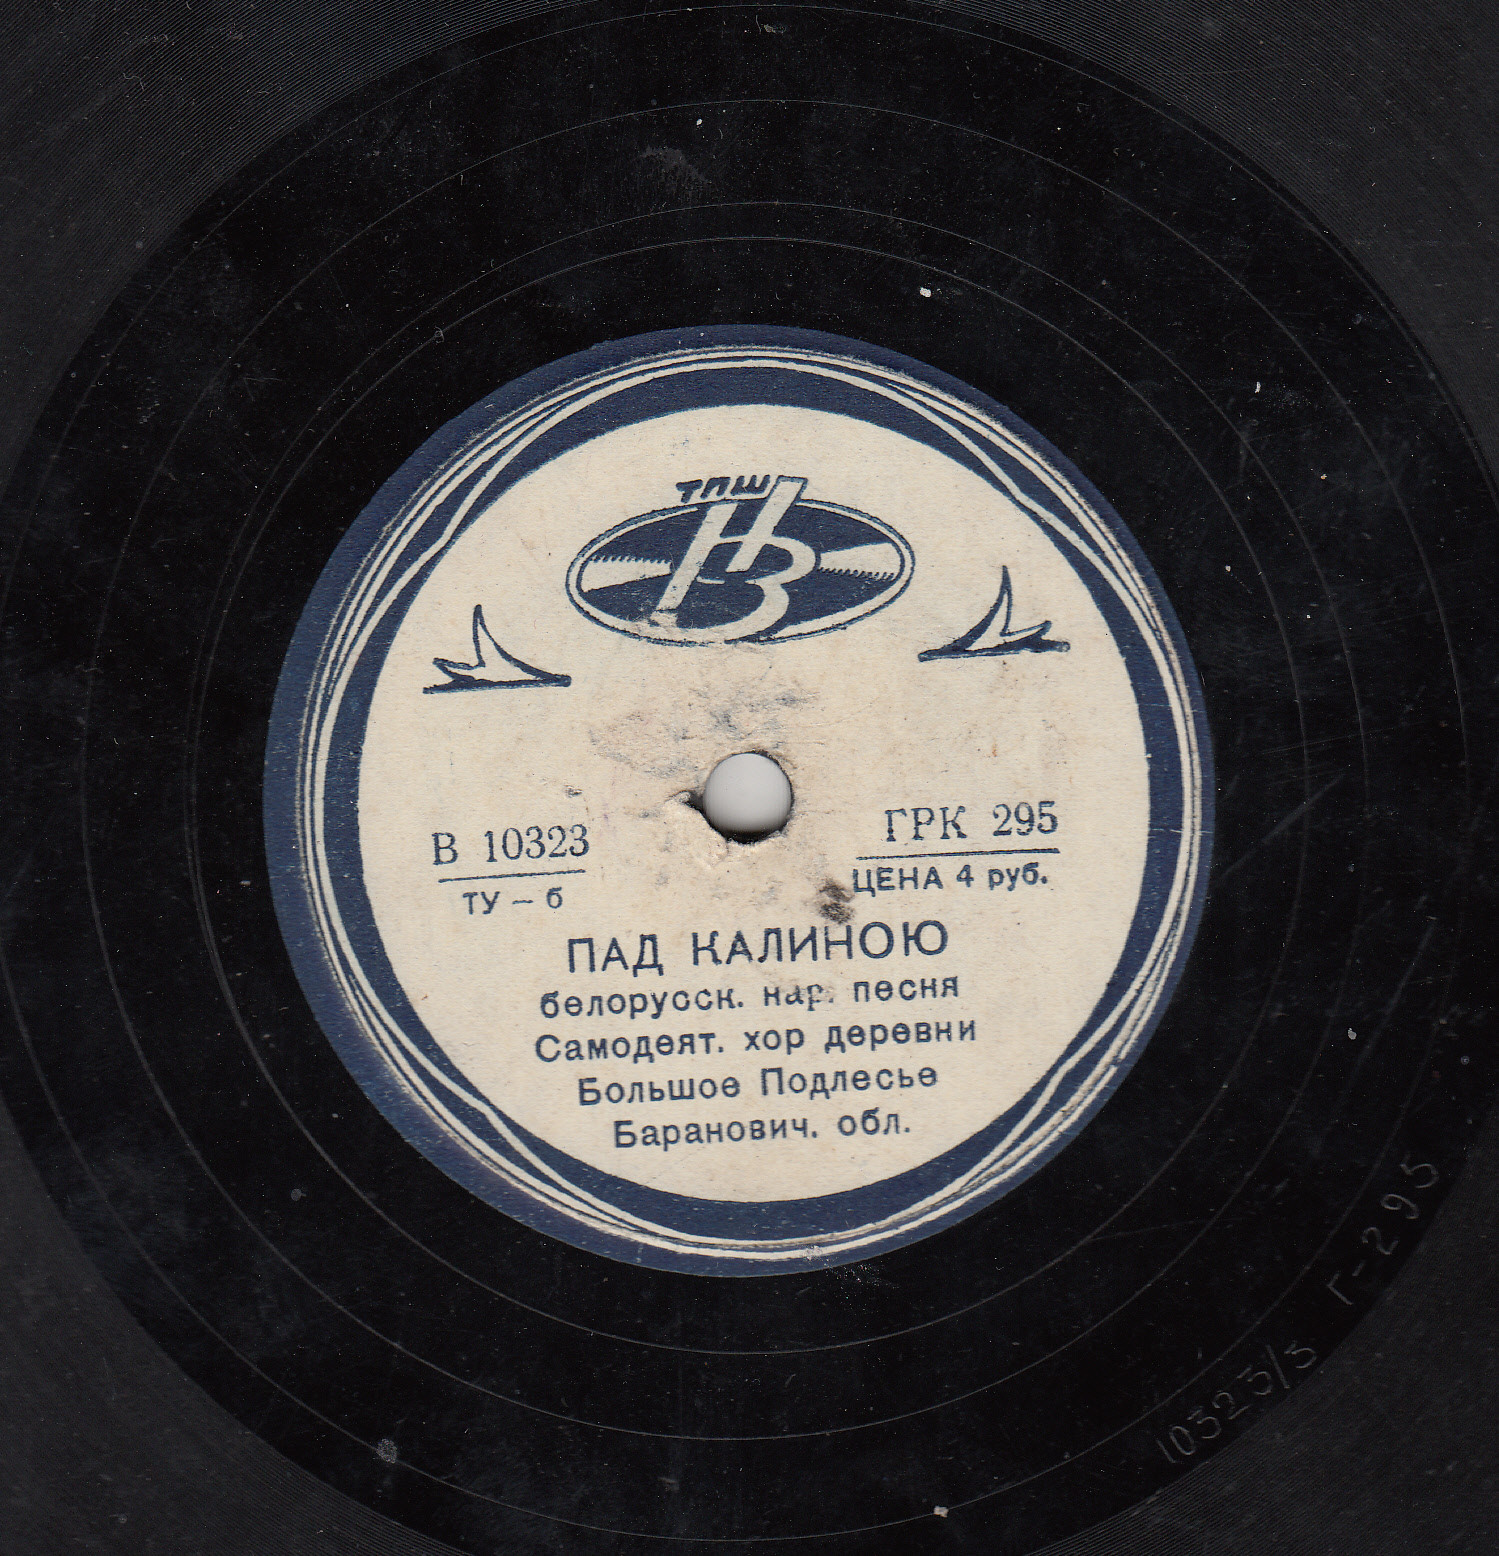 ТПШ
НЗ
В 10323
ТУ – 6
ГРК 295
ЦЕНА 4 руб.
ПАД КАЛИНОЮ
белорусск. нар. песня
Самодеят. хор деревни
Большое Подлесье
Баранович. обл.
10323/3 Г-295